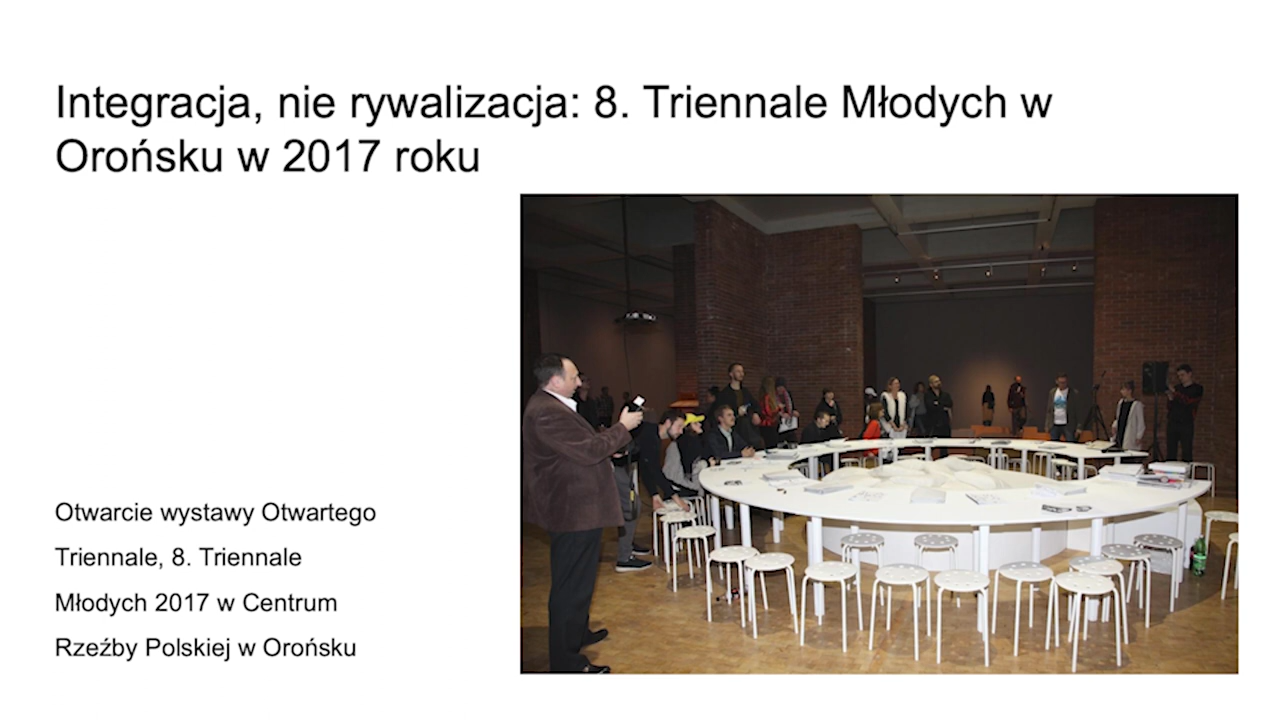 Integracja, nie rywalizacja: 8. Triennale Młodych w
Orońsku w 2017 roku
Otwarcie wystawy Otwartego
Triennale, 8. Triennale
Młodych 2017 w Centrum
Rzeźby Polskiej w Orońsku